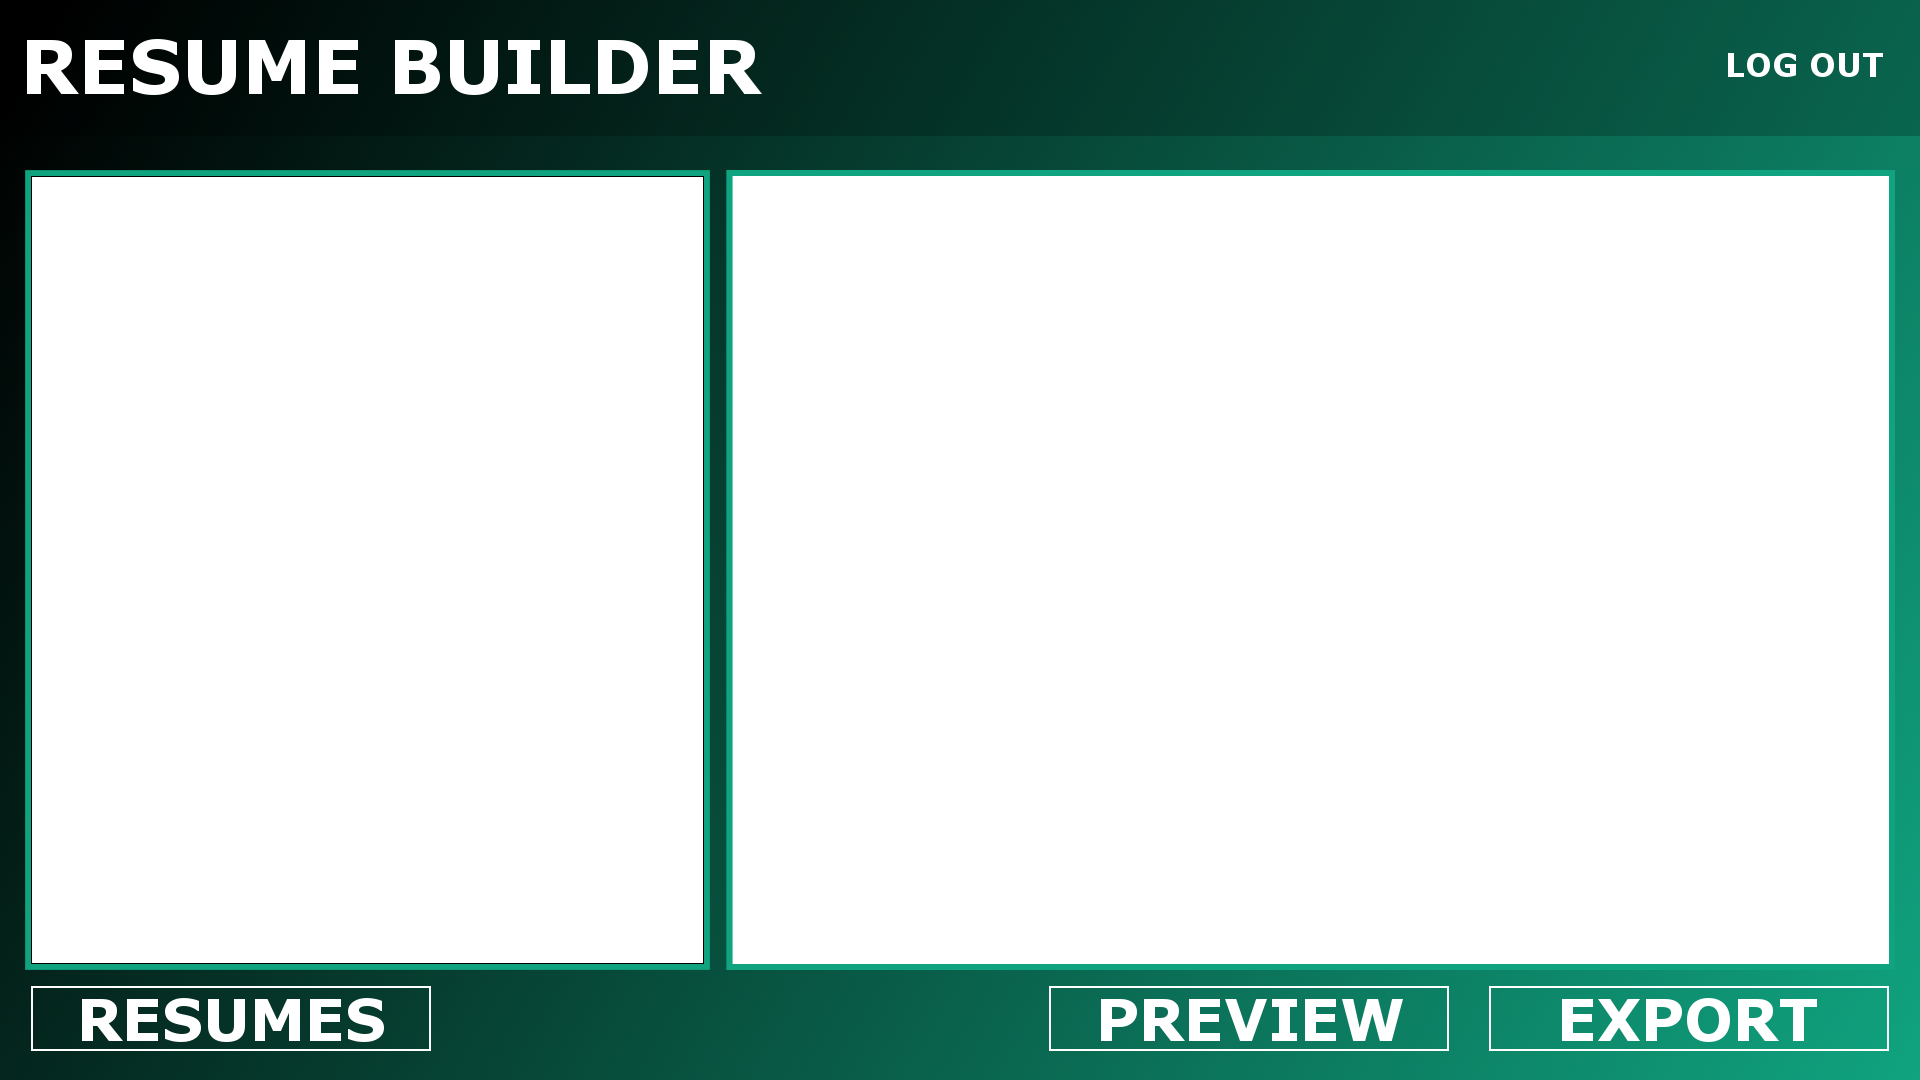 RESUME BUILDER
LOG OUT
RESUMES
PREVIEW
EXPORT